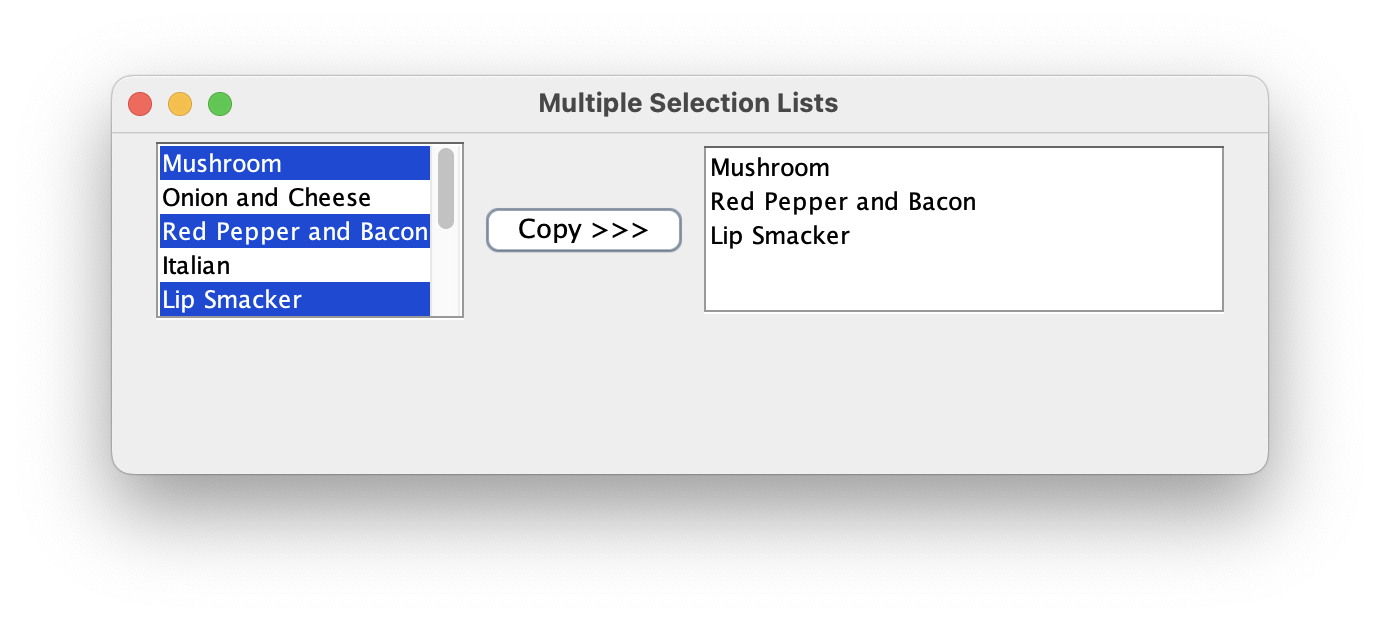 Multiple Selection Lists
Mushroom
Onion and Cheese
Red Pepper and Bacon
Italian
Lip Smacker
Copy >>>
Mushroom
Red Pepper and Bacon
Lip Smacker